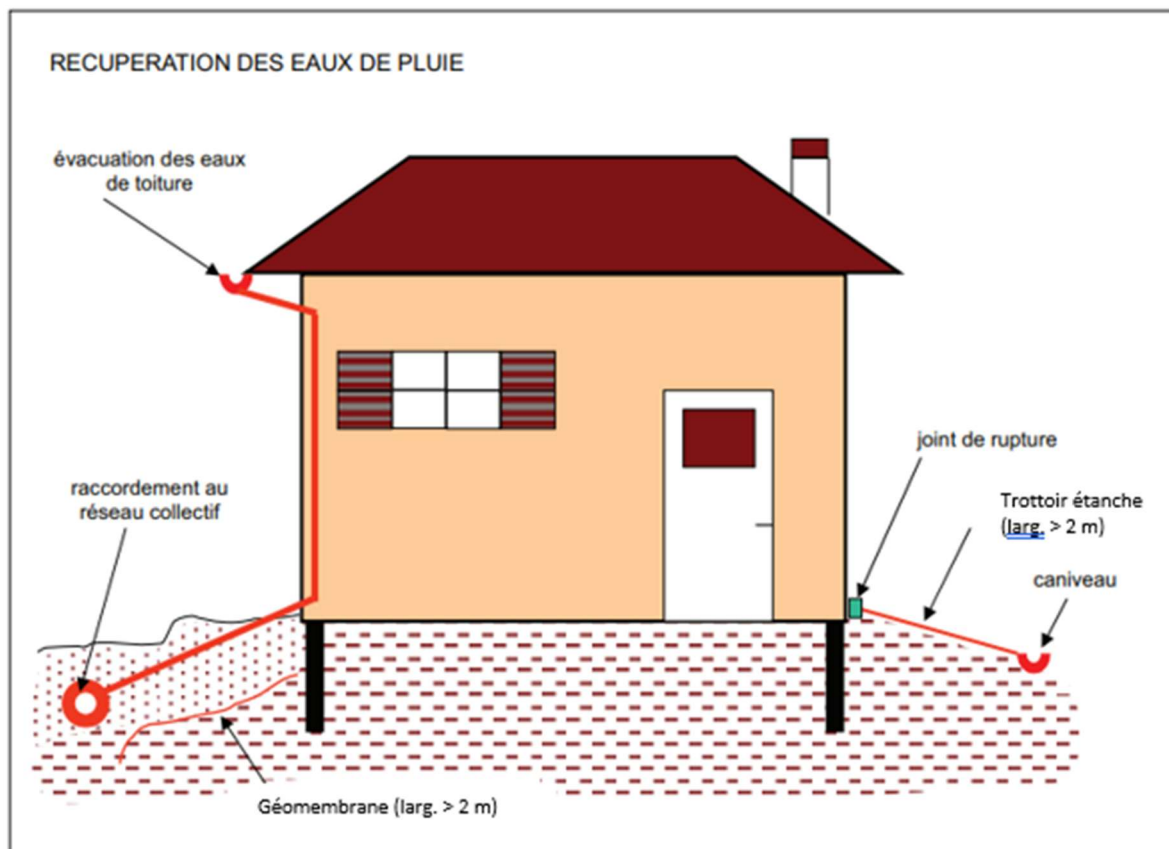 RECUPERATION DES EAUX DE PLUIE
évacuation des eaux
de toiture
raccordement au
réseau collectif
joint de rupture
Trottoir étanche
(larg. > 2 m)
caniveau
Géomembrane (larg. > 2 m)